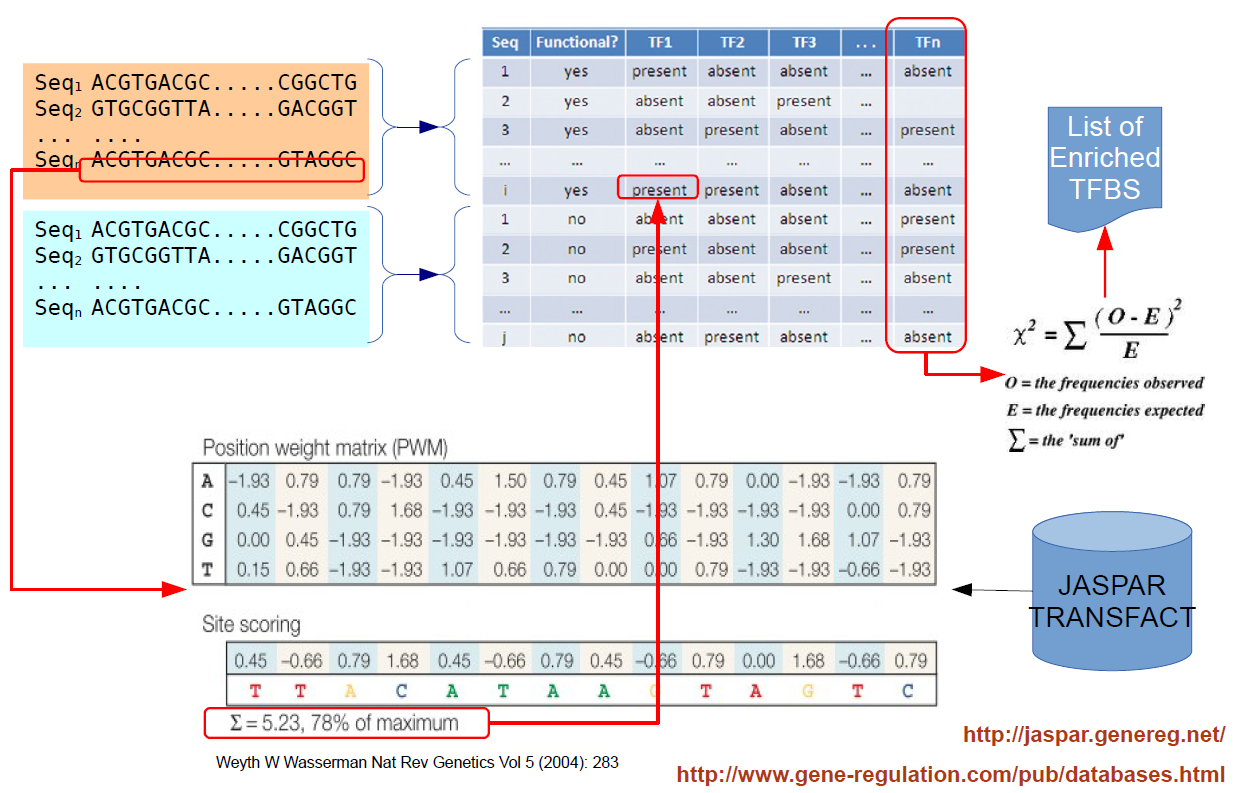 Seq Functional? TF1 TF2 TF3 ... TFn
1 yes present absent absent ... absent
2 yes absent absent present ...
3 yes absent present absent ... present
... ... ... ... ... ... ...
i yes present present absent ... absent
1 no absent absent absent ... present
2 no present absent absent ... present
3 no absent absent present ... absent
... ... ... ... ... ...
j no absent present absent ... absent
Seq1 ACGTGACGC.....CGGCTG
Seq2 GTGCGGTTA.....GACGGT
... ....
Seqn ACGTGACGC.....GTAGGC
Seq1 ACGTGACGC.....CGGCTG
Seq2 GTGCGGTTA.....GACGGT
... ....
Seqn ACGTGACGC.....GTAGGC
List of
Enriched
TFBS
χ² = ∑ (O - E)² / E
O = the frequencies observed
E = the frequencies expected
∑ = the 'sum of'
Position weight matrix (PWM)
A −1.93 0.79 0.79 −1.93 0.45 1.50 0.79 0.45 1.07 0.79 0.00 −1.93 −1.93 0.79
C 0.45 −1.93 0.79 1.68 −1.93 −1.93 −1.93 0.45 −1.93 −1.93 −1.93 −1.93 0.00 0.79
G 0.00 0.45 −1.93 −1.93 −1.93 −1.93 −1.93 −1.93 0.66 −1.93 1.30 1.68 1.07 −1.93
T 0.15 0.66 −1.93 −1.93 1.07 0.66 0.79 0.00 0.00 0.79 −1.93 −1.93 −0.66 −1.93
JASPAR
TRANSFACT
Site scoring
0.45 −0.66 0.79 1.68 0.45 −0.66 0.79 0.45 −0.66 0.79 0.00 1.68 −0.66 0.79
T T A C A T A A G T A G T C
Σ = 5.23, 78% of maximum
Weyth W Wasserman Nat Rev Genetics Vol 5 (2004): 283
http://jaspar.genereg.net/
http://www.gene-regulation.com/pub/databases.html